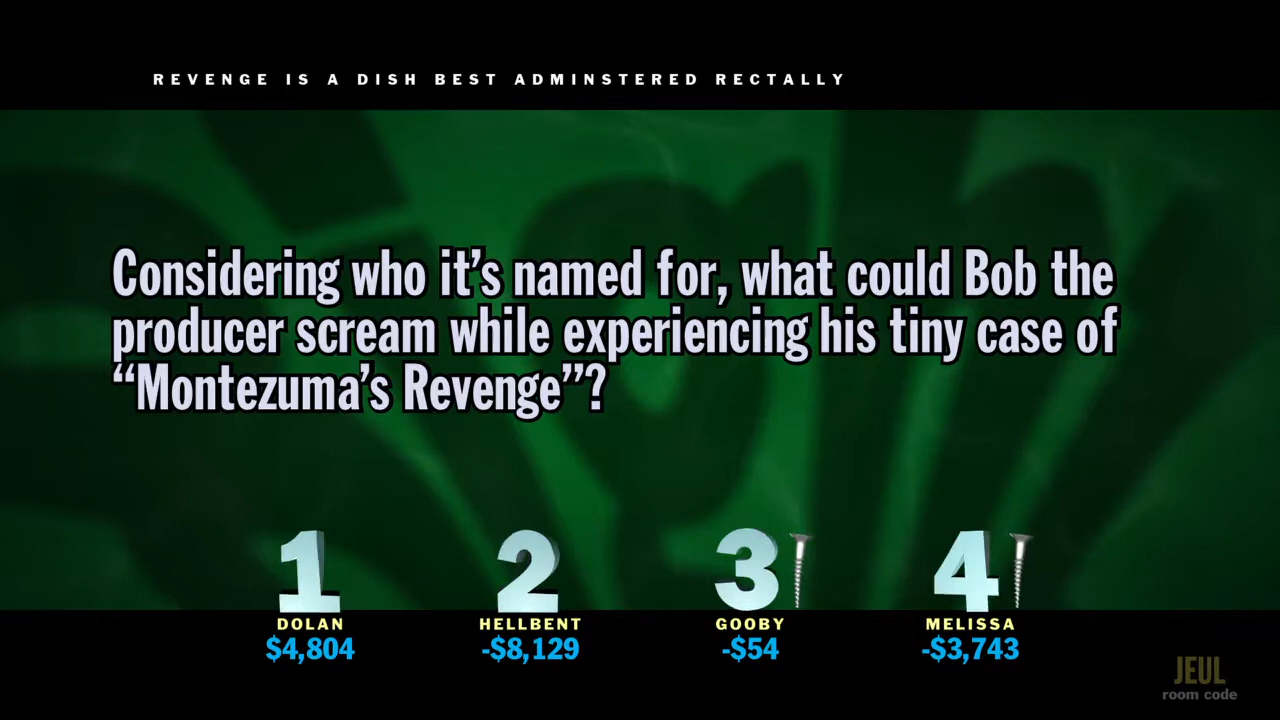 REVENGE IS A DISH BEST ADMINSTERED RECTALLY
Considering who it's named for, what could Bob the
producer scream while experiencing his tiny case of
“Montezuma's Revenge”?
1 2 3 4
DOLAN HELLBENT GOOBY MELISSA
$4,804 -$8,129 -$54 -$3,743
JEUL
room code